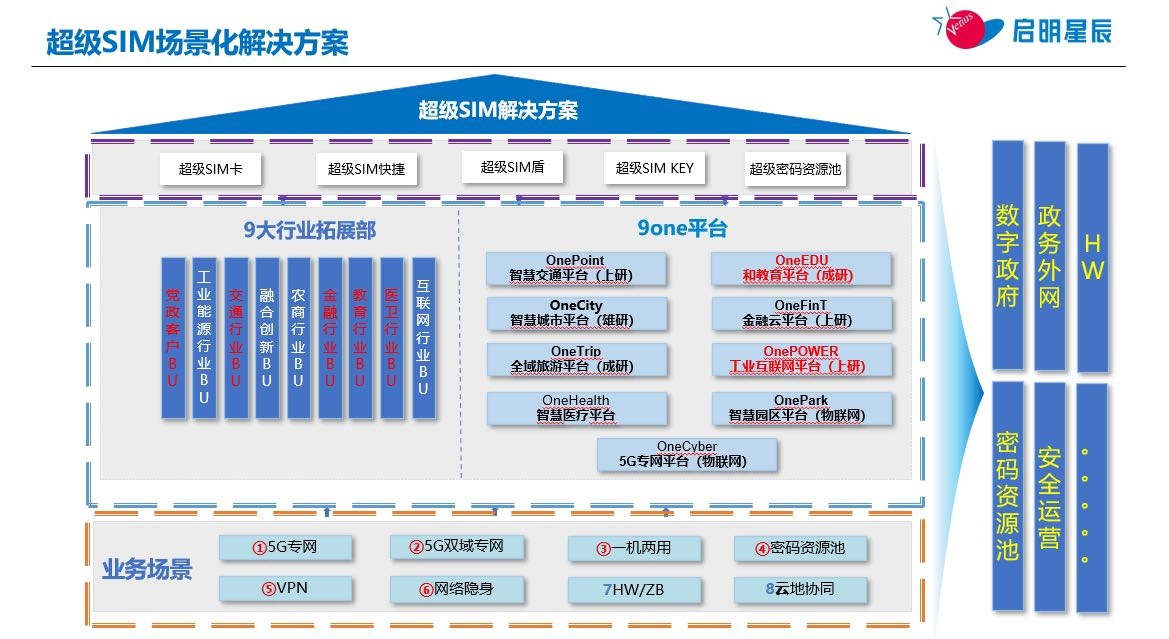 超级SIM场景化解决方案
Venus
启明星辰
超级SIM解决方案
超级SIM卡
超级SIM快捷
超级SIM盾
超级SIM KEY
超级密码资源池
9大行业拓展部
党政客户BU
工业能源行业BU
交通行业BU
融合创新BU
农商行业BU
金融行业BU
教育行业BU
医卫行业BU
互联网行业BU
9one平台
OnePoint
智慧交通平台（上研）
OneEDU
和教育平台（成研）
OneCity
智慧城市平台（雄研）
OneFinT
金融云平台（上研）
OneTrip
全域旅游平台（成研）
OnePOWER
工业互联网平台（上研）
OneHealth
智慧医疗平台
OnePark
智慧园区平台（物联网）
OneCyber
5G专网平台（物联网）
业务场景
①5G专网
②5G双域专网
③一机两用
④密码资源池
⑤VPN
⑥网络隐身
7HW/ZB
8云地协同
数字政府
政务外网
HW
密码资源池
安全运营
。。。。。